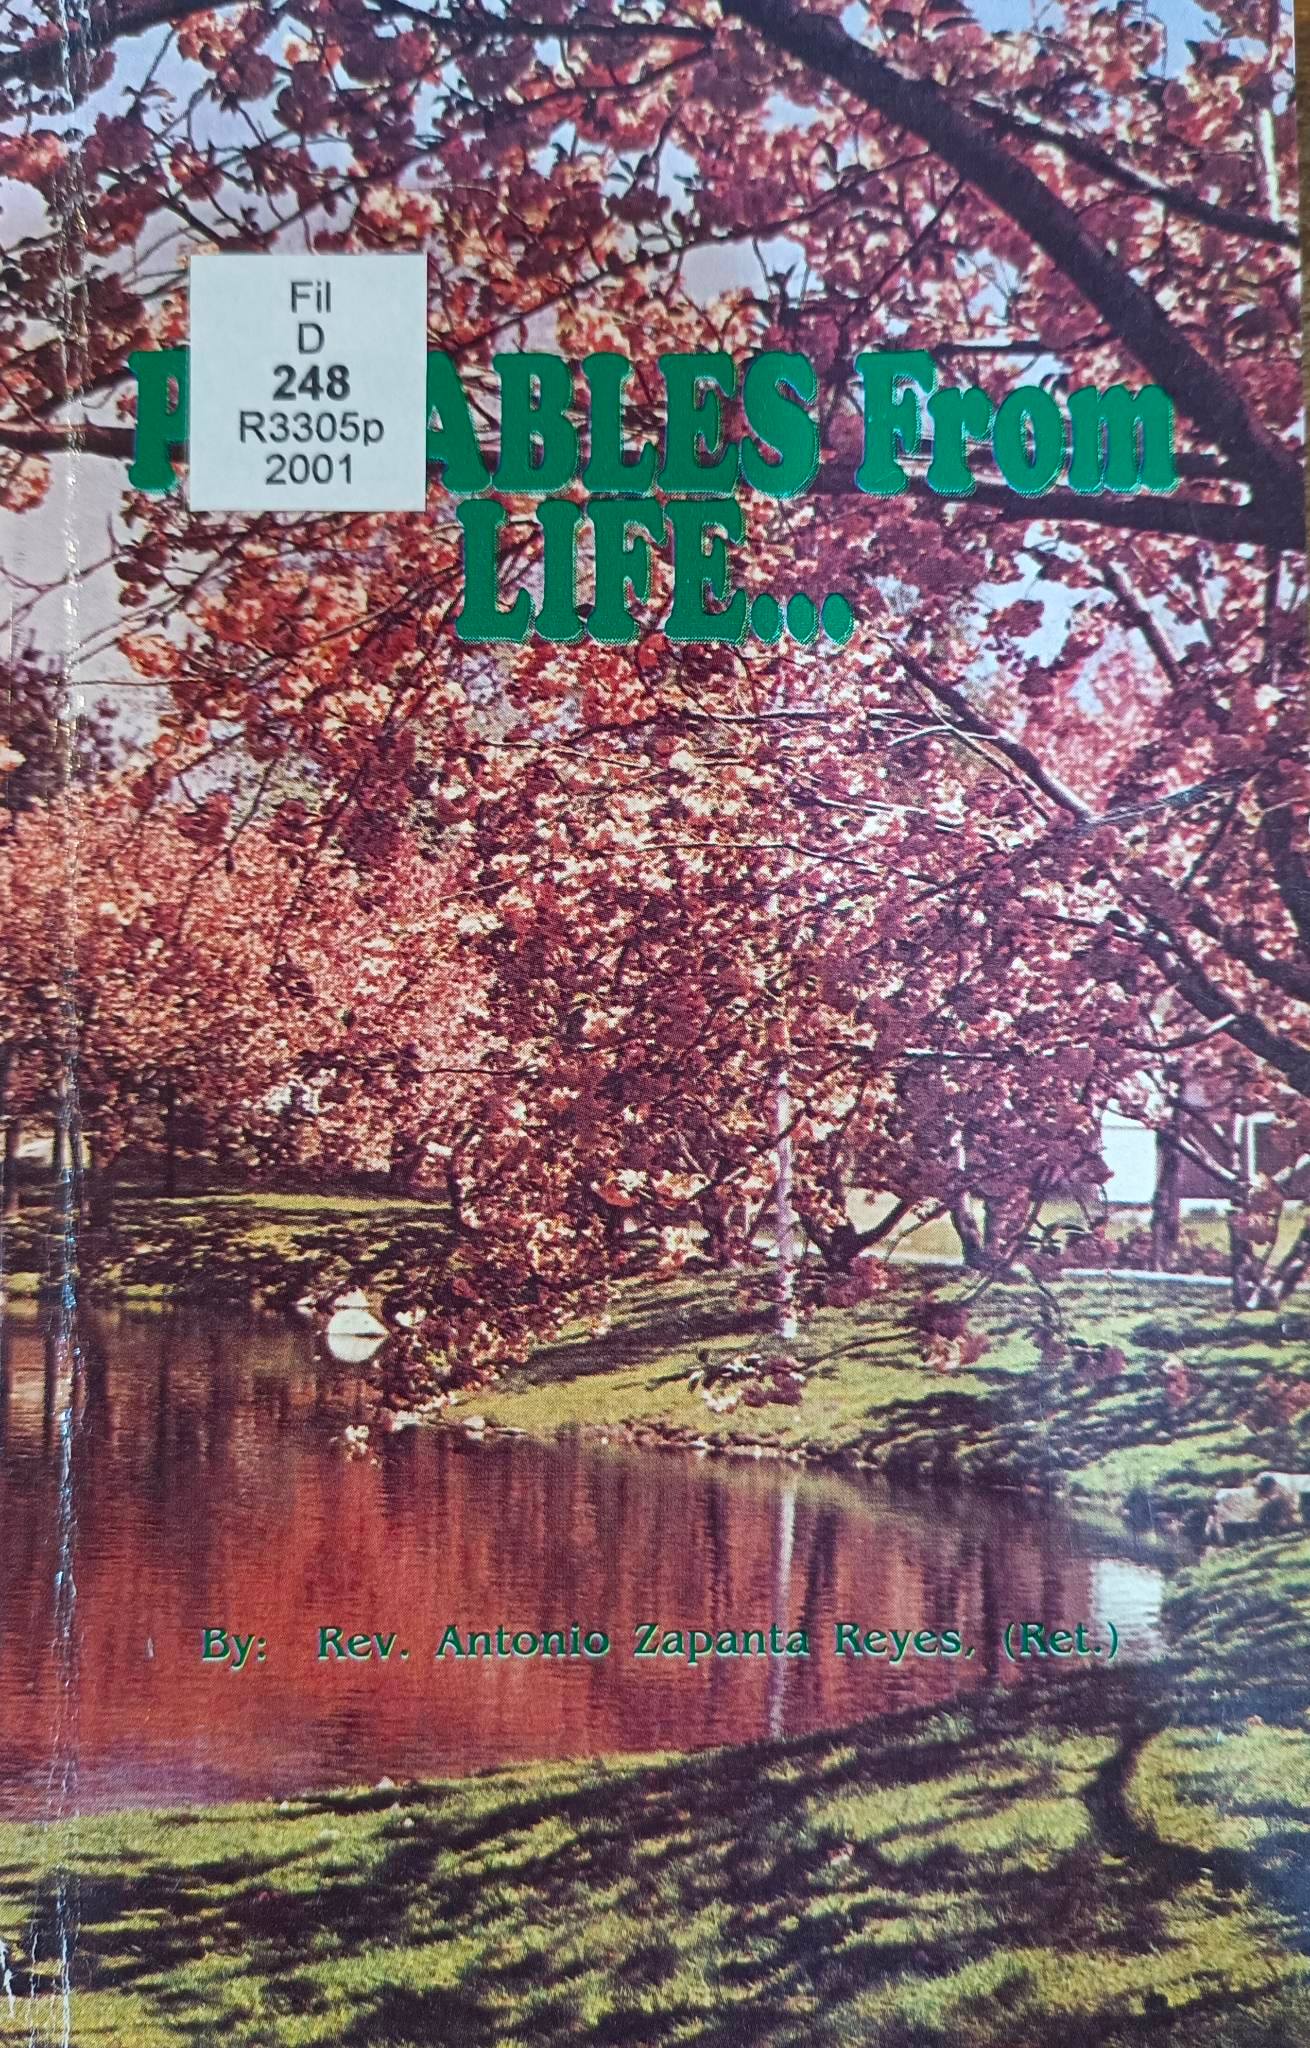 Fil
D
248
R3305p
2001
ABLES From
LIFE...
By: Rev. Antonio Zapanta Reyes, (Ret.)